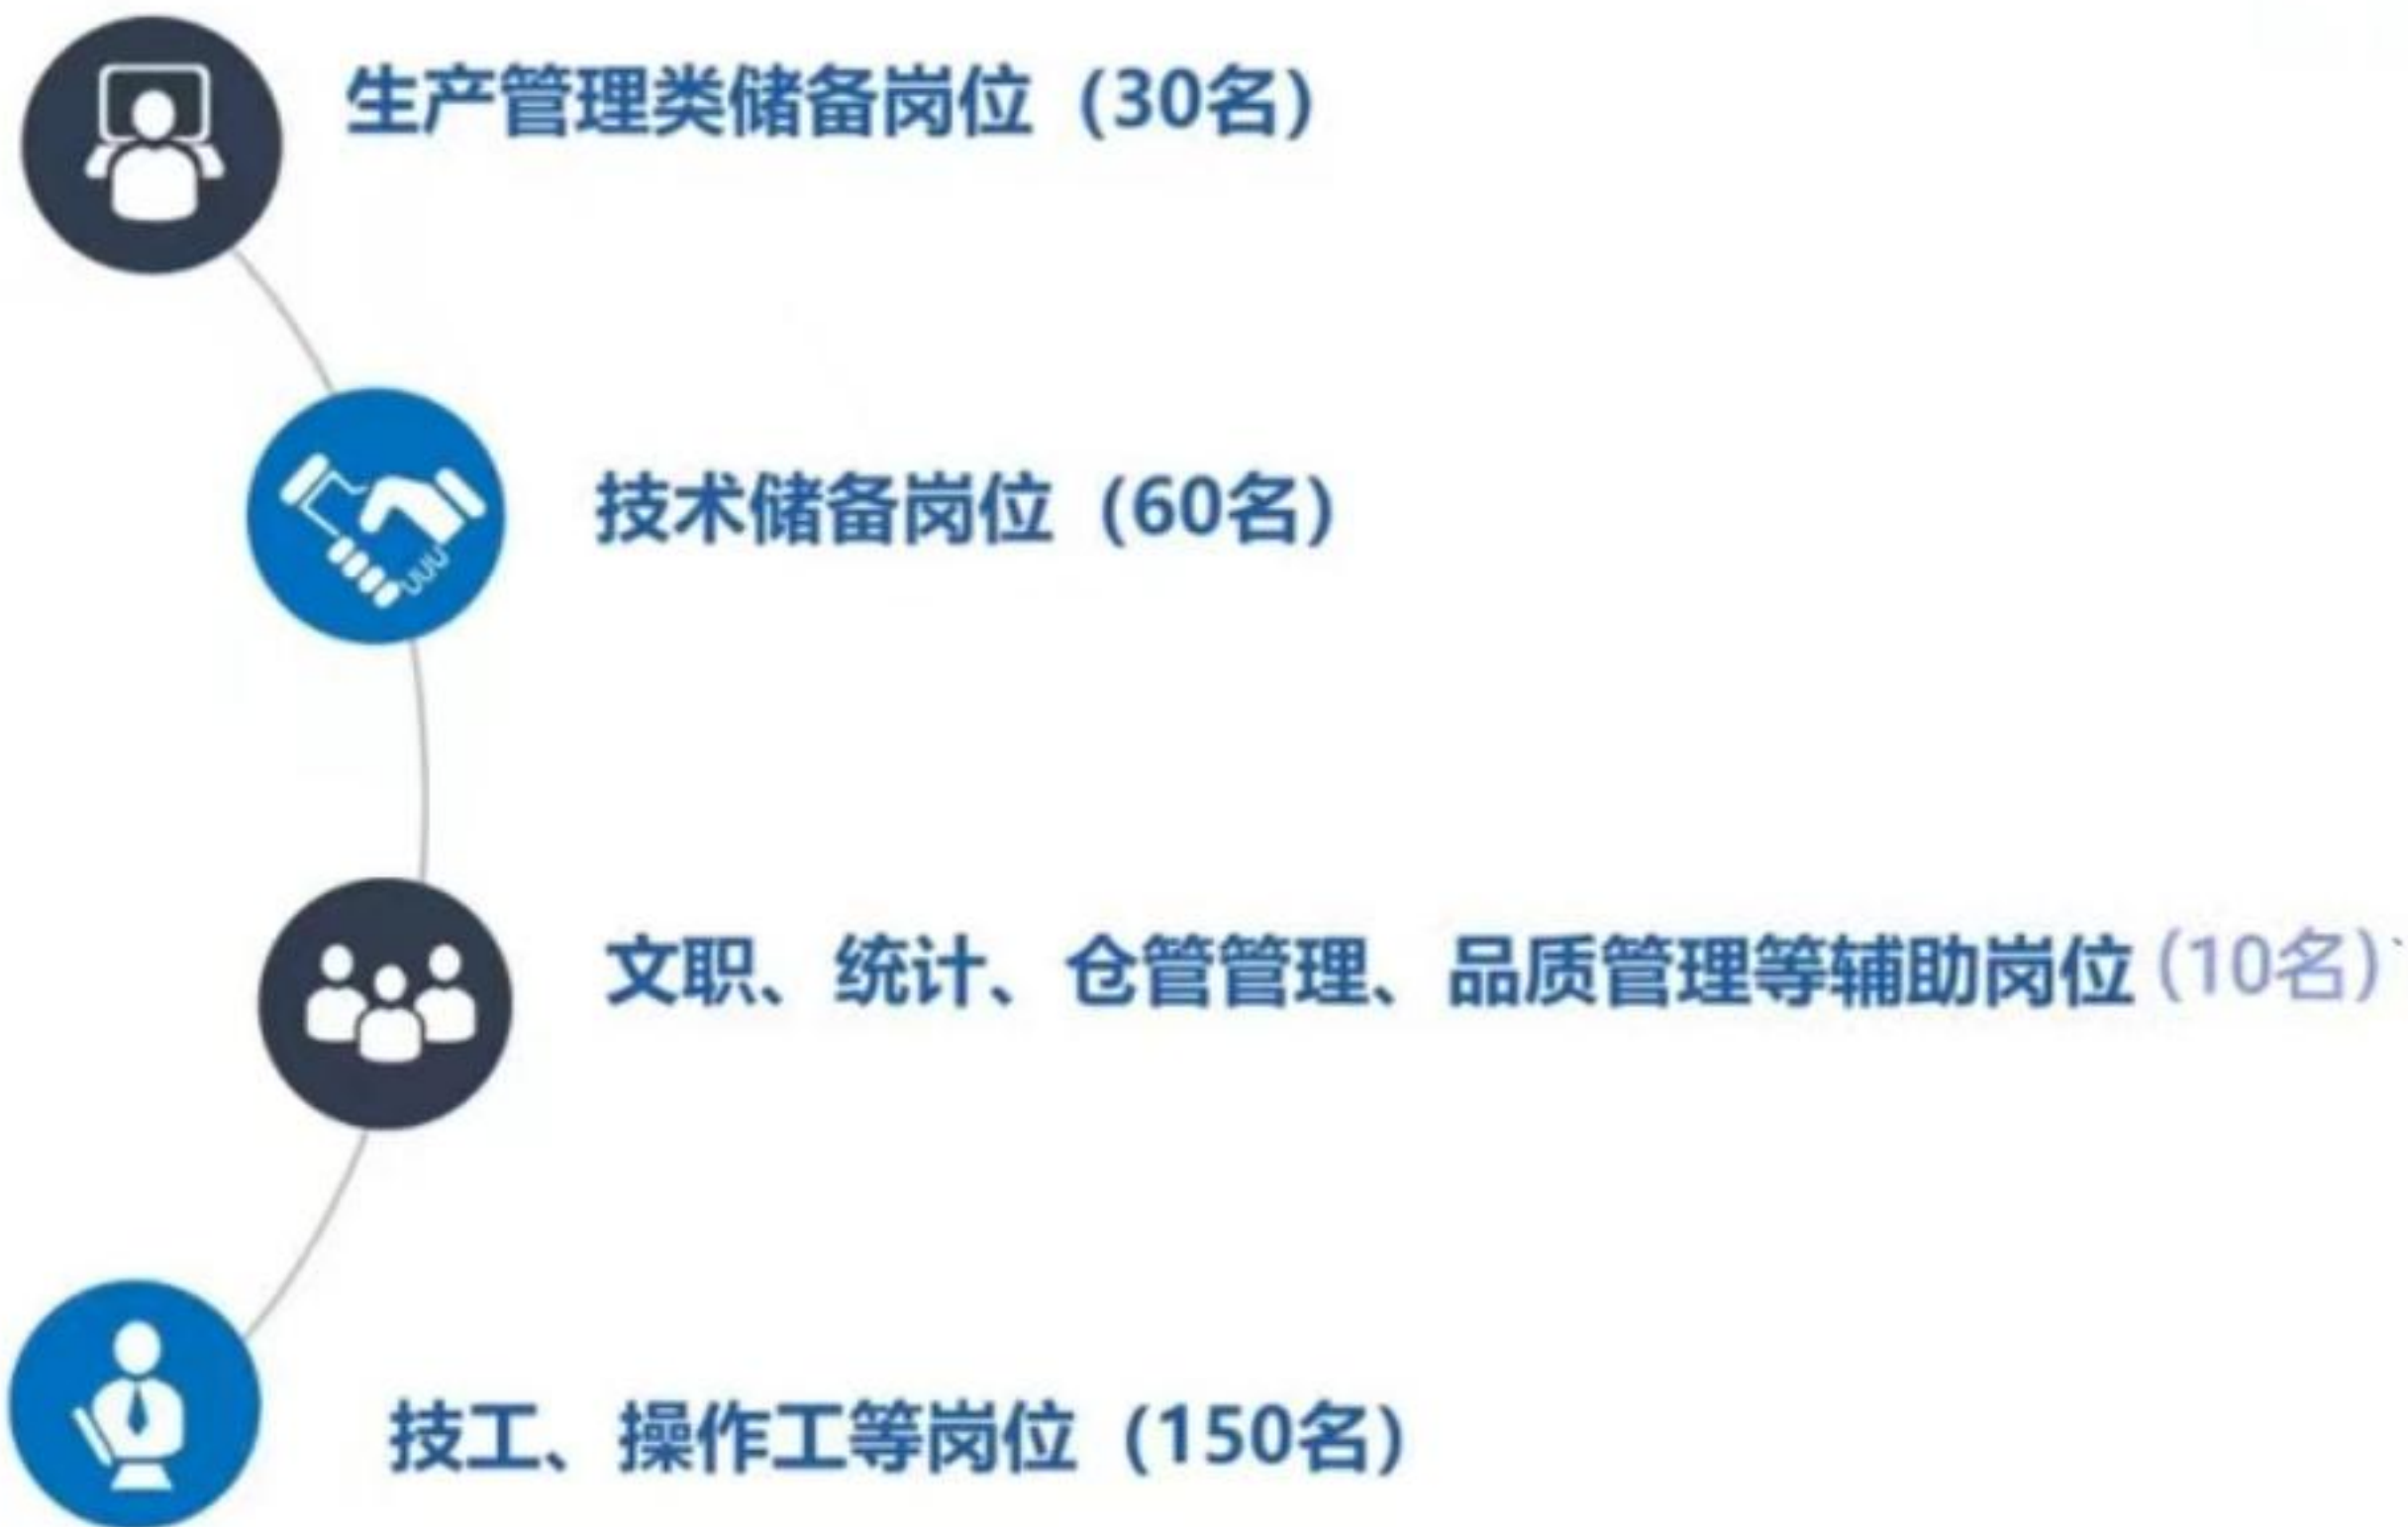 生产管理类储备岗位（30名）
技术储备岗位（60名）
文职、统计、仓管管理、品质管理等辅助岗位(10名)
技工、操作工等岗位（150名）